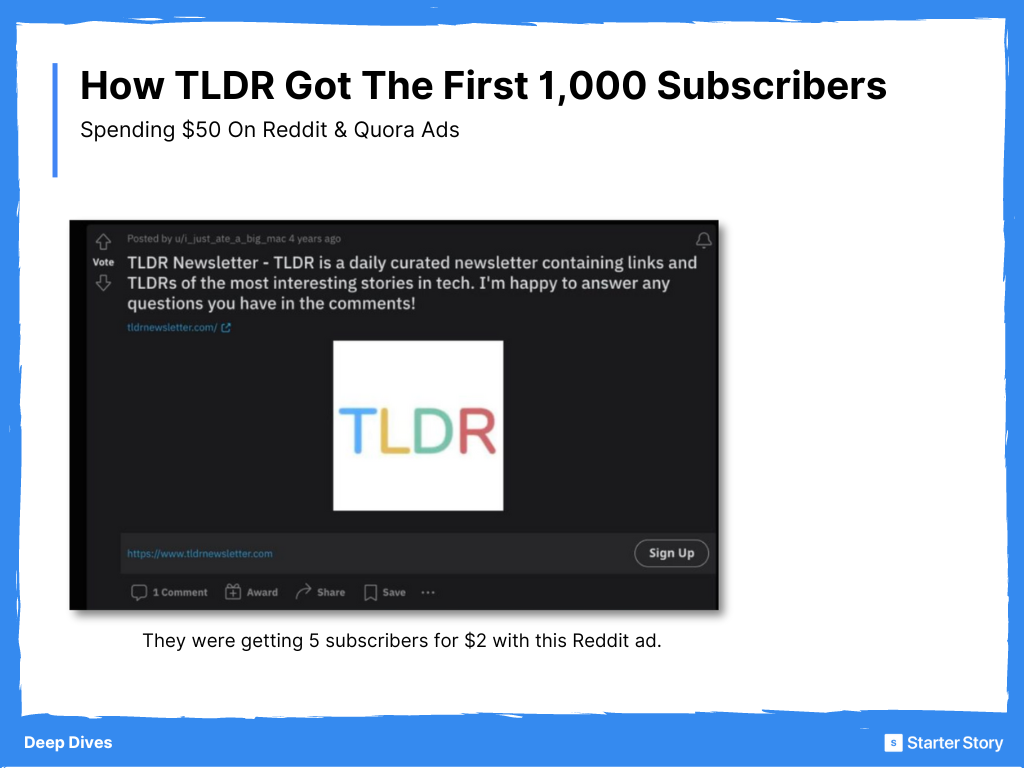 How TLDR Got The First 1,000 Subscribers
Spending $50 On Reddit & Quora Ads
Posted by u/i_just_ate_a_big_mac 4 years ago
Vote
TLDR Newsletter - TLDR is a daily curated newsletter containing links and
TLDRs of the most interesting stories in tech. I'm happy to answer any
questions you have in the comments!
tldrnewsletter.com/
TLDR
https://www.tldrnewsletter.com
Sign Up
1 Comment Award Share Save ...
They were getting 5 subscribers for $2 with this Reddit ad.
Deep Dives
S Starter Story